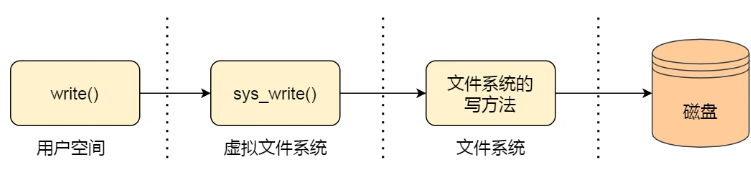 write()
sys_write()
文件系统的
写方法
磁盘
用户空间
虚拟文件系统
文件系统